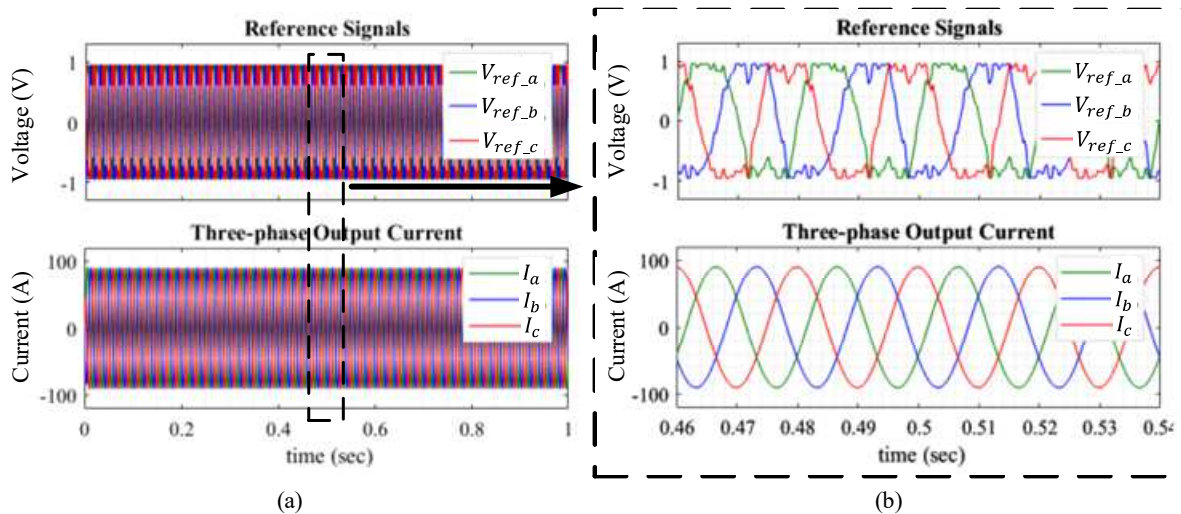 Reference Signals
Voltage (V)
1
0
-1
V_ref_a
V_ref_b
V_ref_c
Three-phase Output Current
Current (A)
100
0
-100
I_a
I_b
I_c
0 0.2 0.4 0.6 0.8 1
time (sec)
(a)
Reference Signals
Voltage (V)
1
0
-1
V_ref_a
V_ref_b
V_ref_c
Three-phase Output Current
Current (A)
100
0
-100
I_a
I_b
I_c
0.46 0.47 0.48 0.49 0.5 0.51 0.52 0.53 0.54
time (sec)
(b)